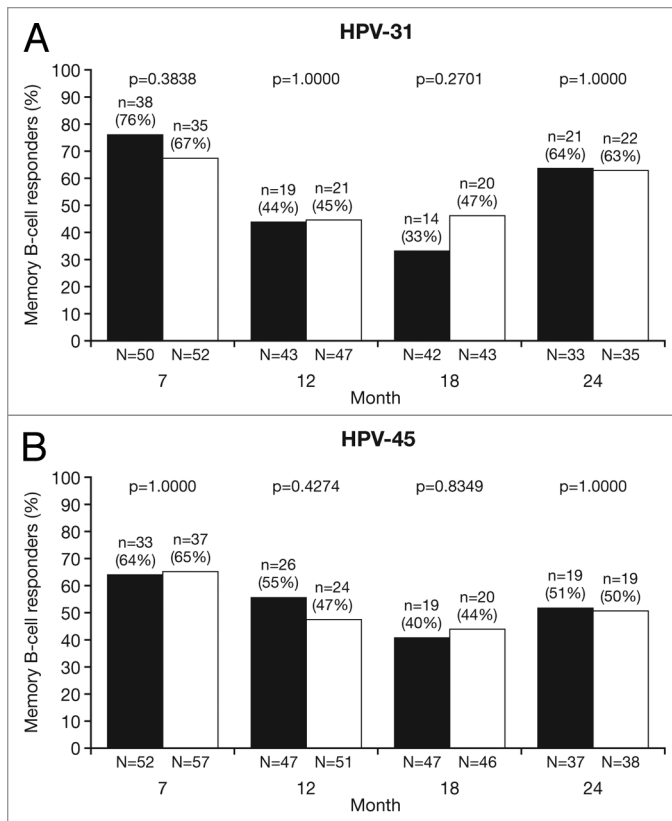 A
HPV-31
Memory B-cell responders (%)
100
90
80
70
60
50
40
30
20
10
0
p=0.3838 p=1.0000 p=0.2701 p=1.0000
n=38
(76%)
n=35
(67%)
n=19
(44%)
n=21
(45%)
n=14
(33%)
n=20
(47%)
n=21
(64%)
n=22
(63%)
N=50 N=52 N=43 N=47 N=42 N=43 N=33 N=35
7 12 18 24
Month
B
HPV-45
Memory B-cell responders (%)
100
90
80
70
60
50
40
30
20
10
0
p=1.0000 p=0.4274 p=0.8349 p=1.0000
n=33
(64%)
n=37
(65%)
n=26
(55%)
n=24
(47%)
n=19
(40%)
n=20
(44%)
n=19
(51%)
n=19
(50%)
N=52 N=57 N=47 N=51 N=47 N=46 N=37 N=38
7 12 18 24
Month